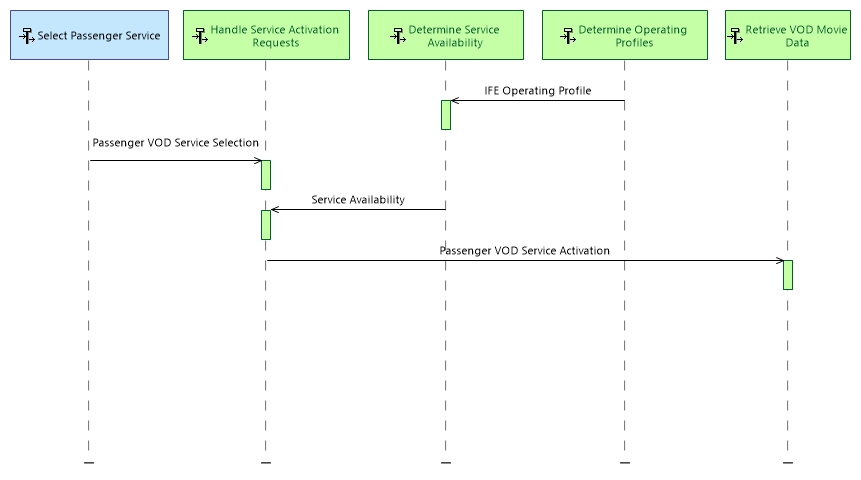 Select Passenger Service
Handle Service Activation
Requests
Determine Service
Availability
Determine Operating
Profiles
Retrieve VOD Movie
Data
IFE Operating Profile
Passenger VOD Service Selection
Service Availability
Passenger VOD Service Activation